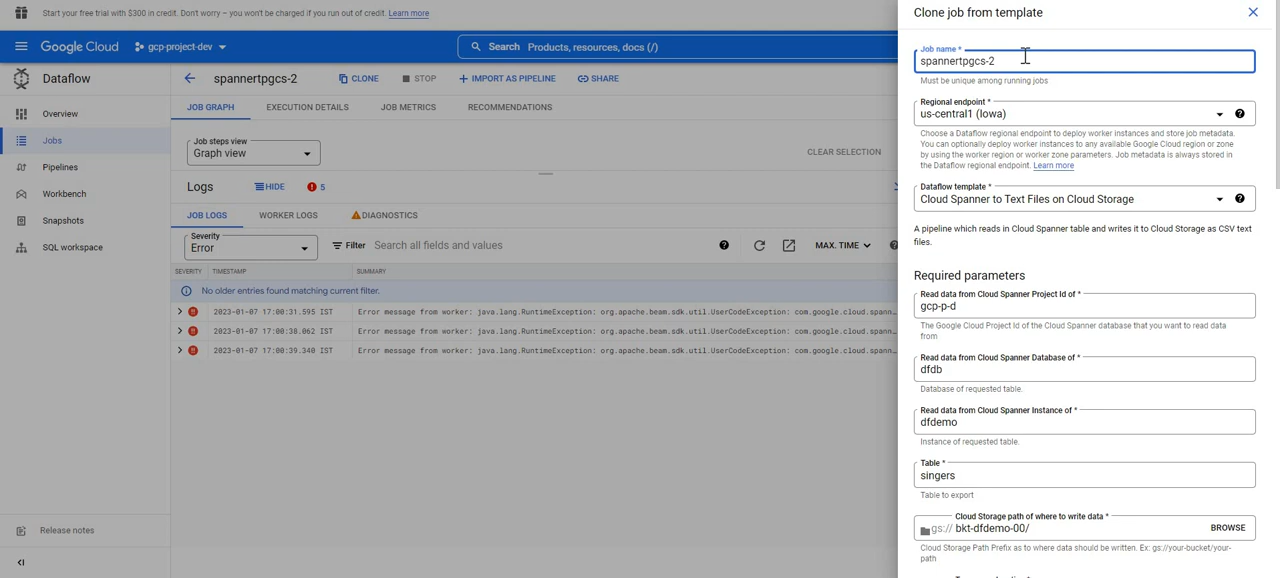 Start your free trial with $300 in credit. Don't worry – you won't be charged if you run out of credit. Learn more
Google Cloud
gcp-project-dev
Search Products, resources, docs (/)
Dataflow
Overview
Jobs
Pipelines
Workbench
Snapshots
SQL workspace
Release notes
spannertpgcs-2
CLONE
STOP
IMPORT AS PIPELINE
SHARE
JOB GRAPH
EXECUTION DETAILS
JOB METRICS
RECOMMENDATIONS
Job steps view
Graph view
CLEAR SELECTION
Logs
HIDE
5
JOB LOGS
WORKER LOGS
DIAGNOSTICS
Severity
Error
Filter Search all fields and values
MAX. TIME
SEVERITY TIMESTAMP SUMMARY
No older entries found matching current filter.
2023-01-07 17:00:31.595 IST Error message from worker: java.lang.RuntimeException: org.apache.beam.sdk.util.UserCodeException: com.google.cloud.spann…
2023-01-07 17:00:38.062 IST Error message from worker: java.lang.RuntimeException: org.apache.beam.sdk.util.UserCodeException: com.google.cloud.spann…
2023-01-07 17:00:39.340 IST Error message from worker: java.lang.RuntimeException: org.apache.beam.sdk.util.UserCodeException: com.google.cloud.spann…
Clone job from template
Job name *
spannertpgcs-2
Must be unique among running jobs
Regional endpoint *
us-central1 (Iowa)
Choose a Dataflow regional endpoint to deploy worker instances and store job metadata.
You can optionally deploy worker instances to any available Google Cloud region or zone
by using the worker region or worker zone parameters. Job metadata is always stored in
the Dataflow regional endpoint. Learn more
Dataflow template *
Cloud Spanner to Text Files on Cloud Storage
A pipeline which reads in Cloud Spanner table and writes it to Cloud Storage as CSV text
files.
Required parameters
Read data from Cloud Spanner Project Id of *
gcp-p-d
The Google Cloud Project Id of the Cloud Spanner database that you want to read data
from
Read data from Cloud Spanner Database of *
dfdb
Database of requested table.
Read data from Cloud Spanner Instance of *
dfdemo
Instance of requested table.
Table *
singers
Table to export
Cloud Storage path of where to write data *
gs:// bkt-dfdemo-00/
BROWSE
Cloud Storage Path Prefix as to where data should be written. Ex: gs://your-bucket/your-
path